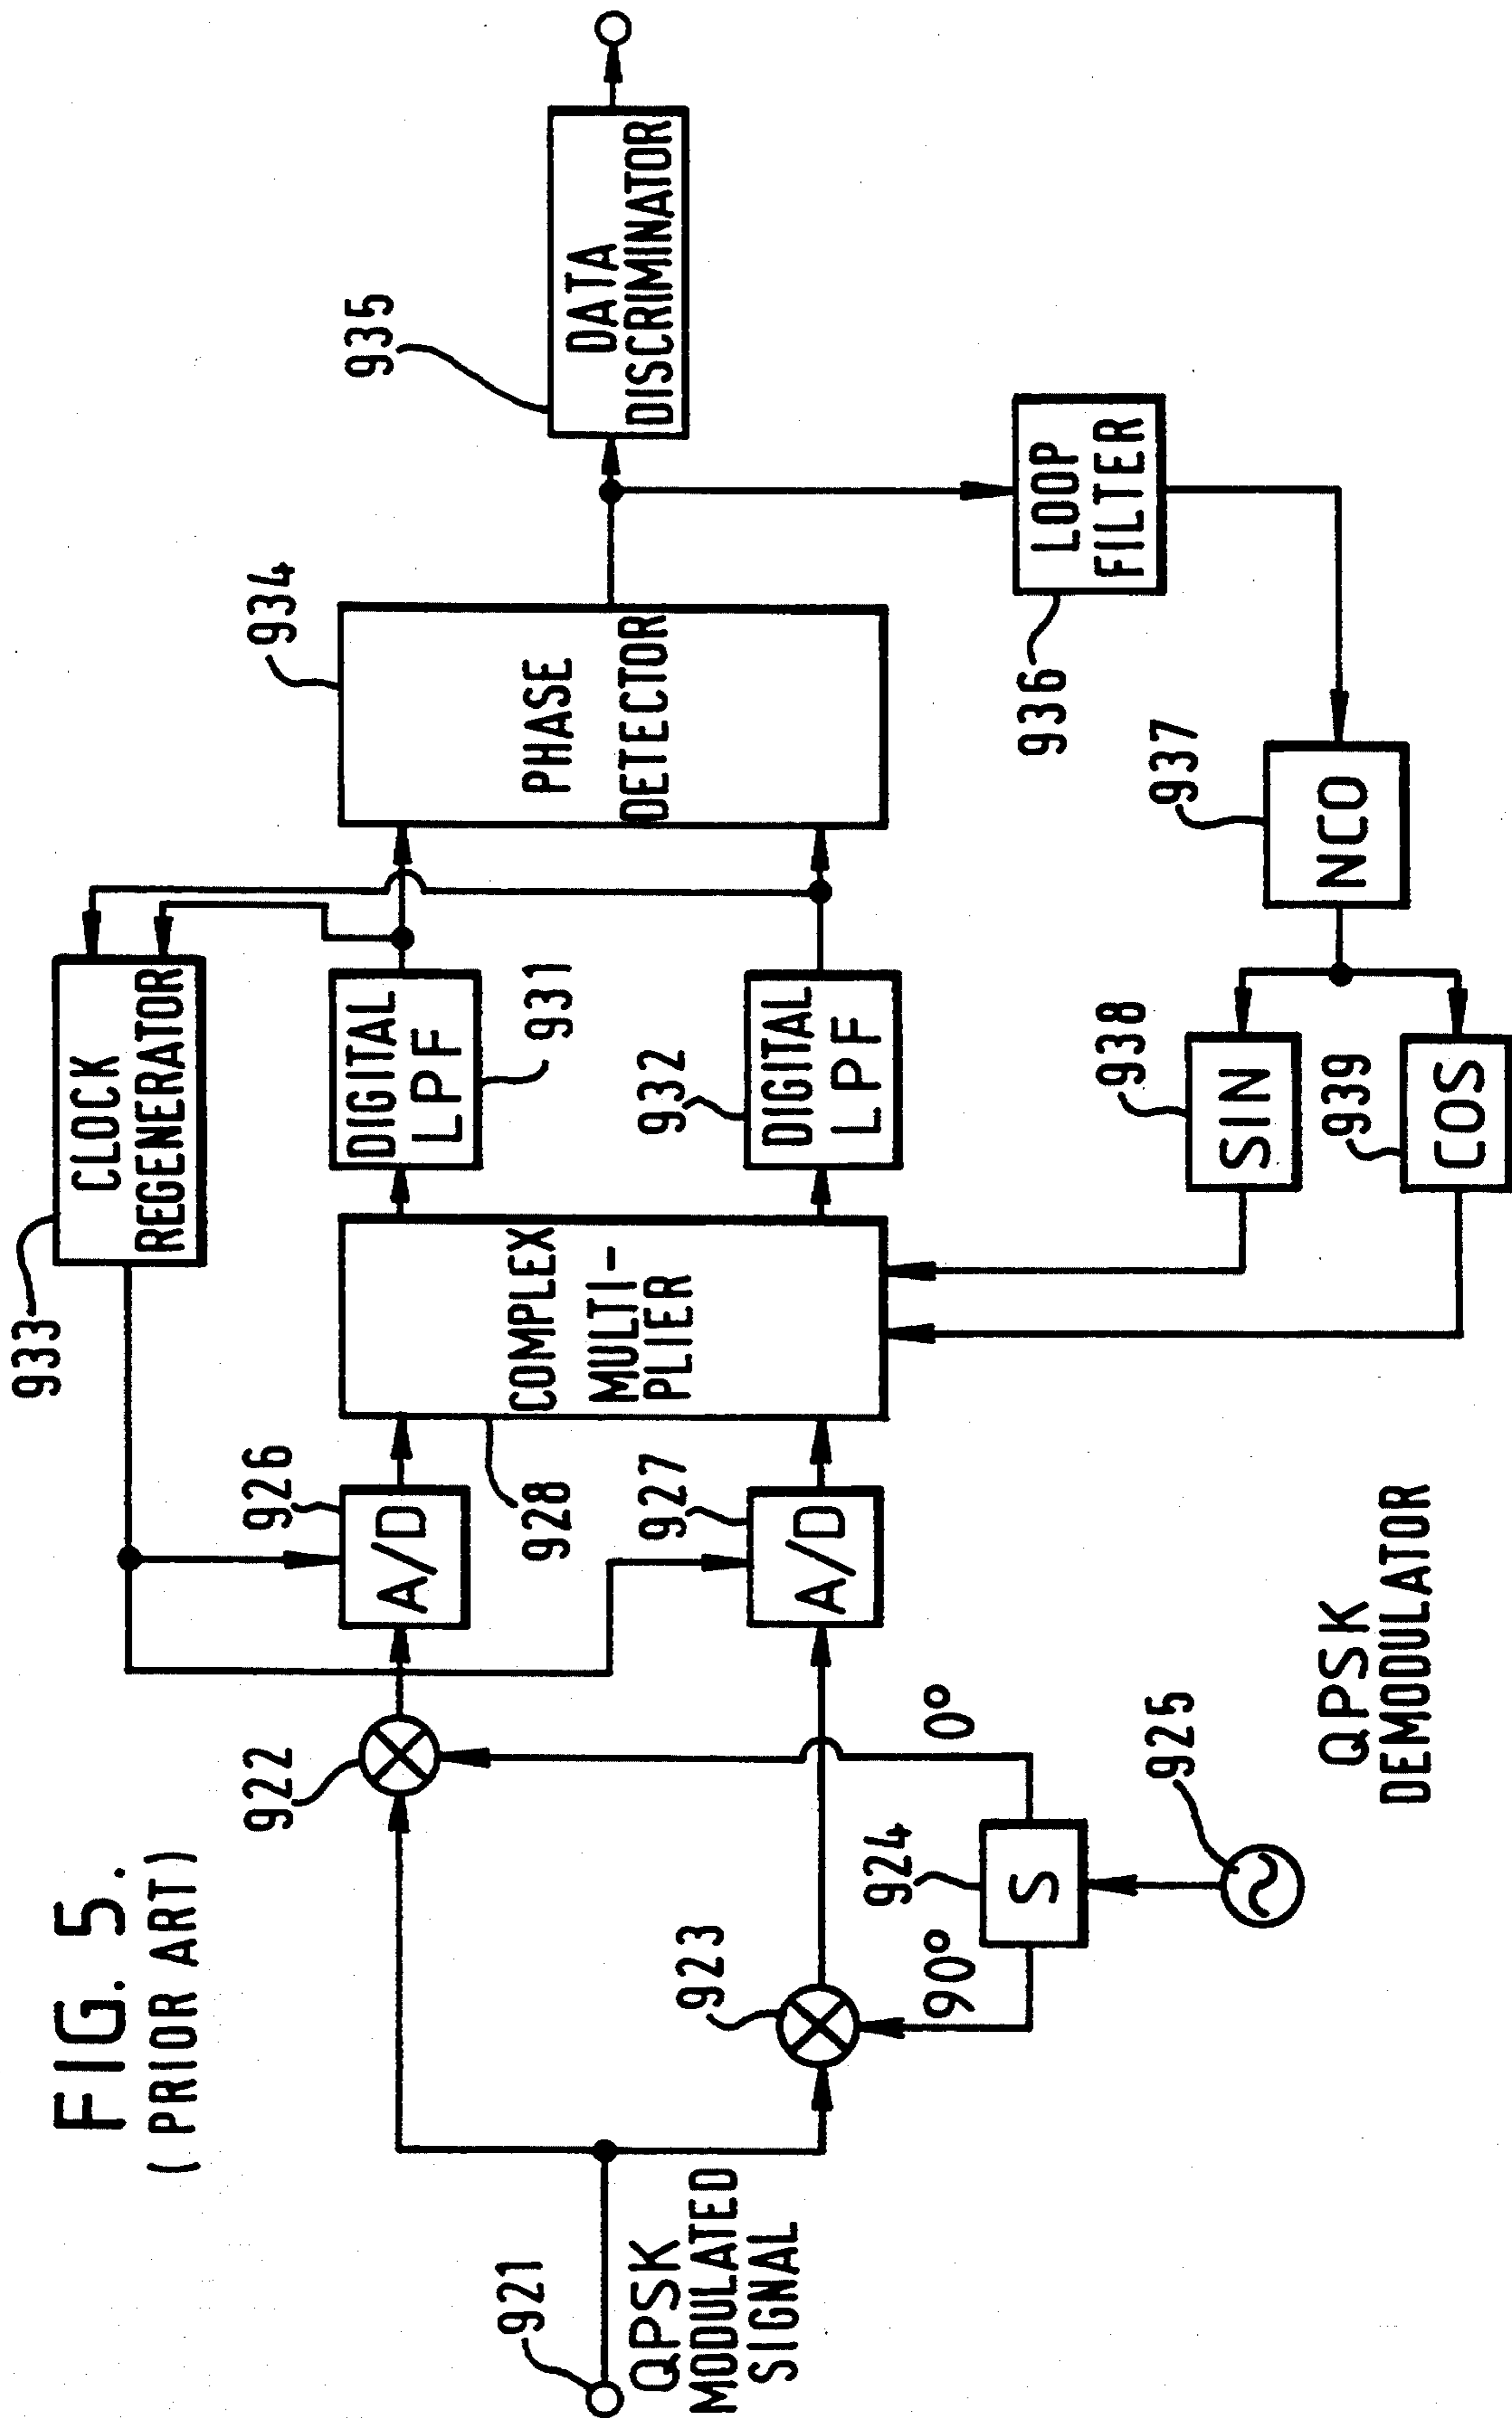 FIG. 5.
( PRIOR ART )
921
QPSK
MODULATED
SIGNAL
922
923
90°
0°
924
S
925
926
A/D
927
A/D
928
COMPLEX
MULTI-
PLIER
933
CLOCK
REGENERATOR
DIGITAL
LPF
931
932
DIGITAL
LPF
934
PHASE
DETECTOR
935
DATA
DISCRIMINATOR
LOOP
FILTER
936
937
NCO
938
SIN
939
COS
QPSK
DEMODULATOR